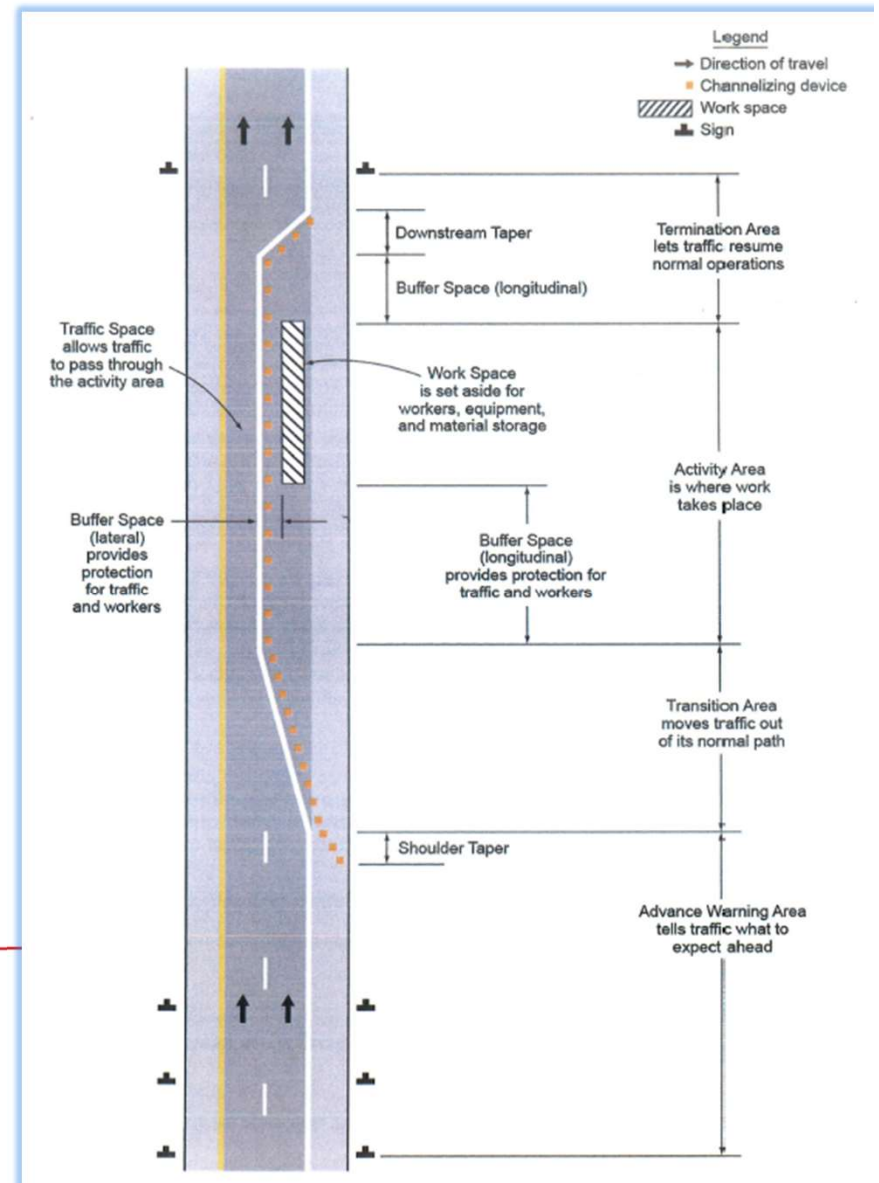 Legend
Direction of travel
Channelizing device
Work space
Sign
Downstream Taper
Buffer Space (longitudinal)
Termination Area
lets traffic resume
normal operations
Traffic Space
allows traffic
to pass through
the activity area
Work Space
is set aside for
workers, equipment,
and material storage
Activity Area
is where work
takes place
Buffer Space
(lateral)
provides
protection
for traffic
and workers
Buffer Space
(longitudinal)
provides protection for
traffic and workers
Transition Area
moves traffic out
of its normal path
Shoulder Taper
Advance Warning Area
tells traffic what to
expect ahead